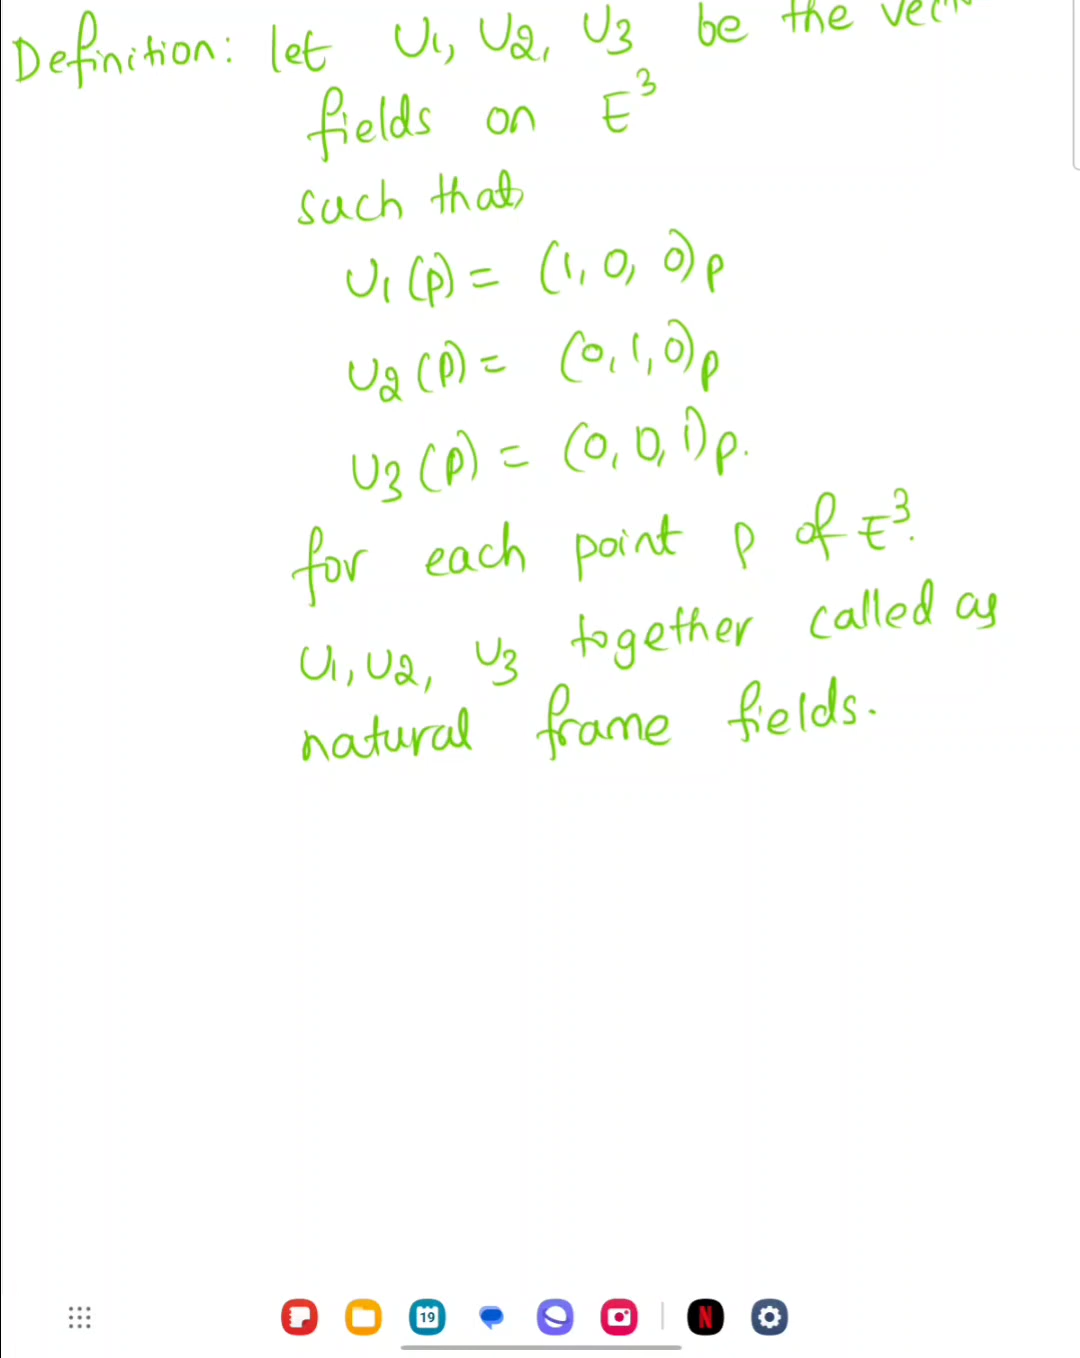 Definition: let U1, U2, U3 be the
fields on E³
such that,
U1(p) = (1, 0, 0)p
U2(p) = (0, 1, 0)p
U3(p) = (0, 0, 1)p.
for each point p of E³.
U1, U2, U3 together called as
natural frame fields.
19
N